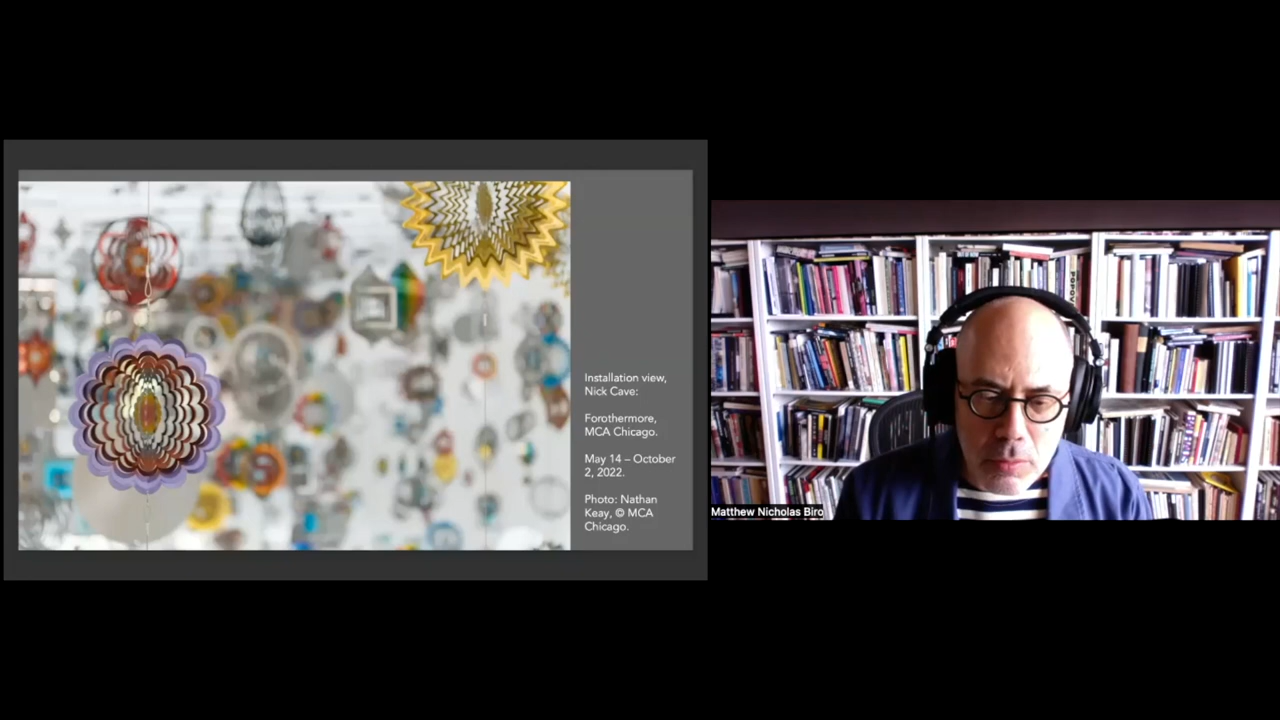 Installation view,
Nick Cave:
Forothermore,
MCA Chicago.
May 14 – October
2, 2022.
Photo: Nathan
Keay, © MCA
Chicago.
POPOV
Matthew Nicholas Biro